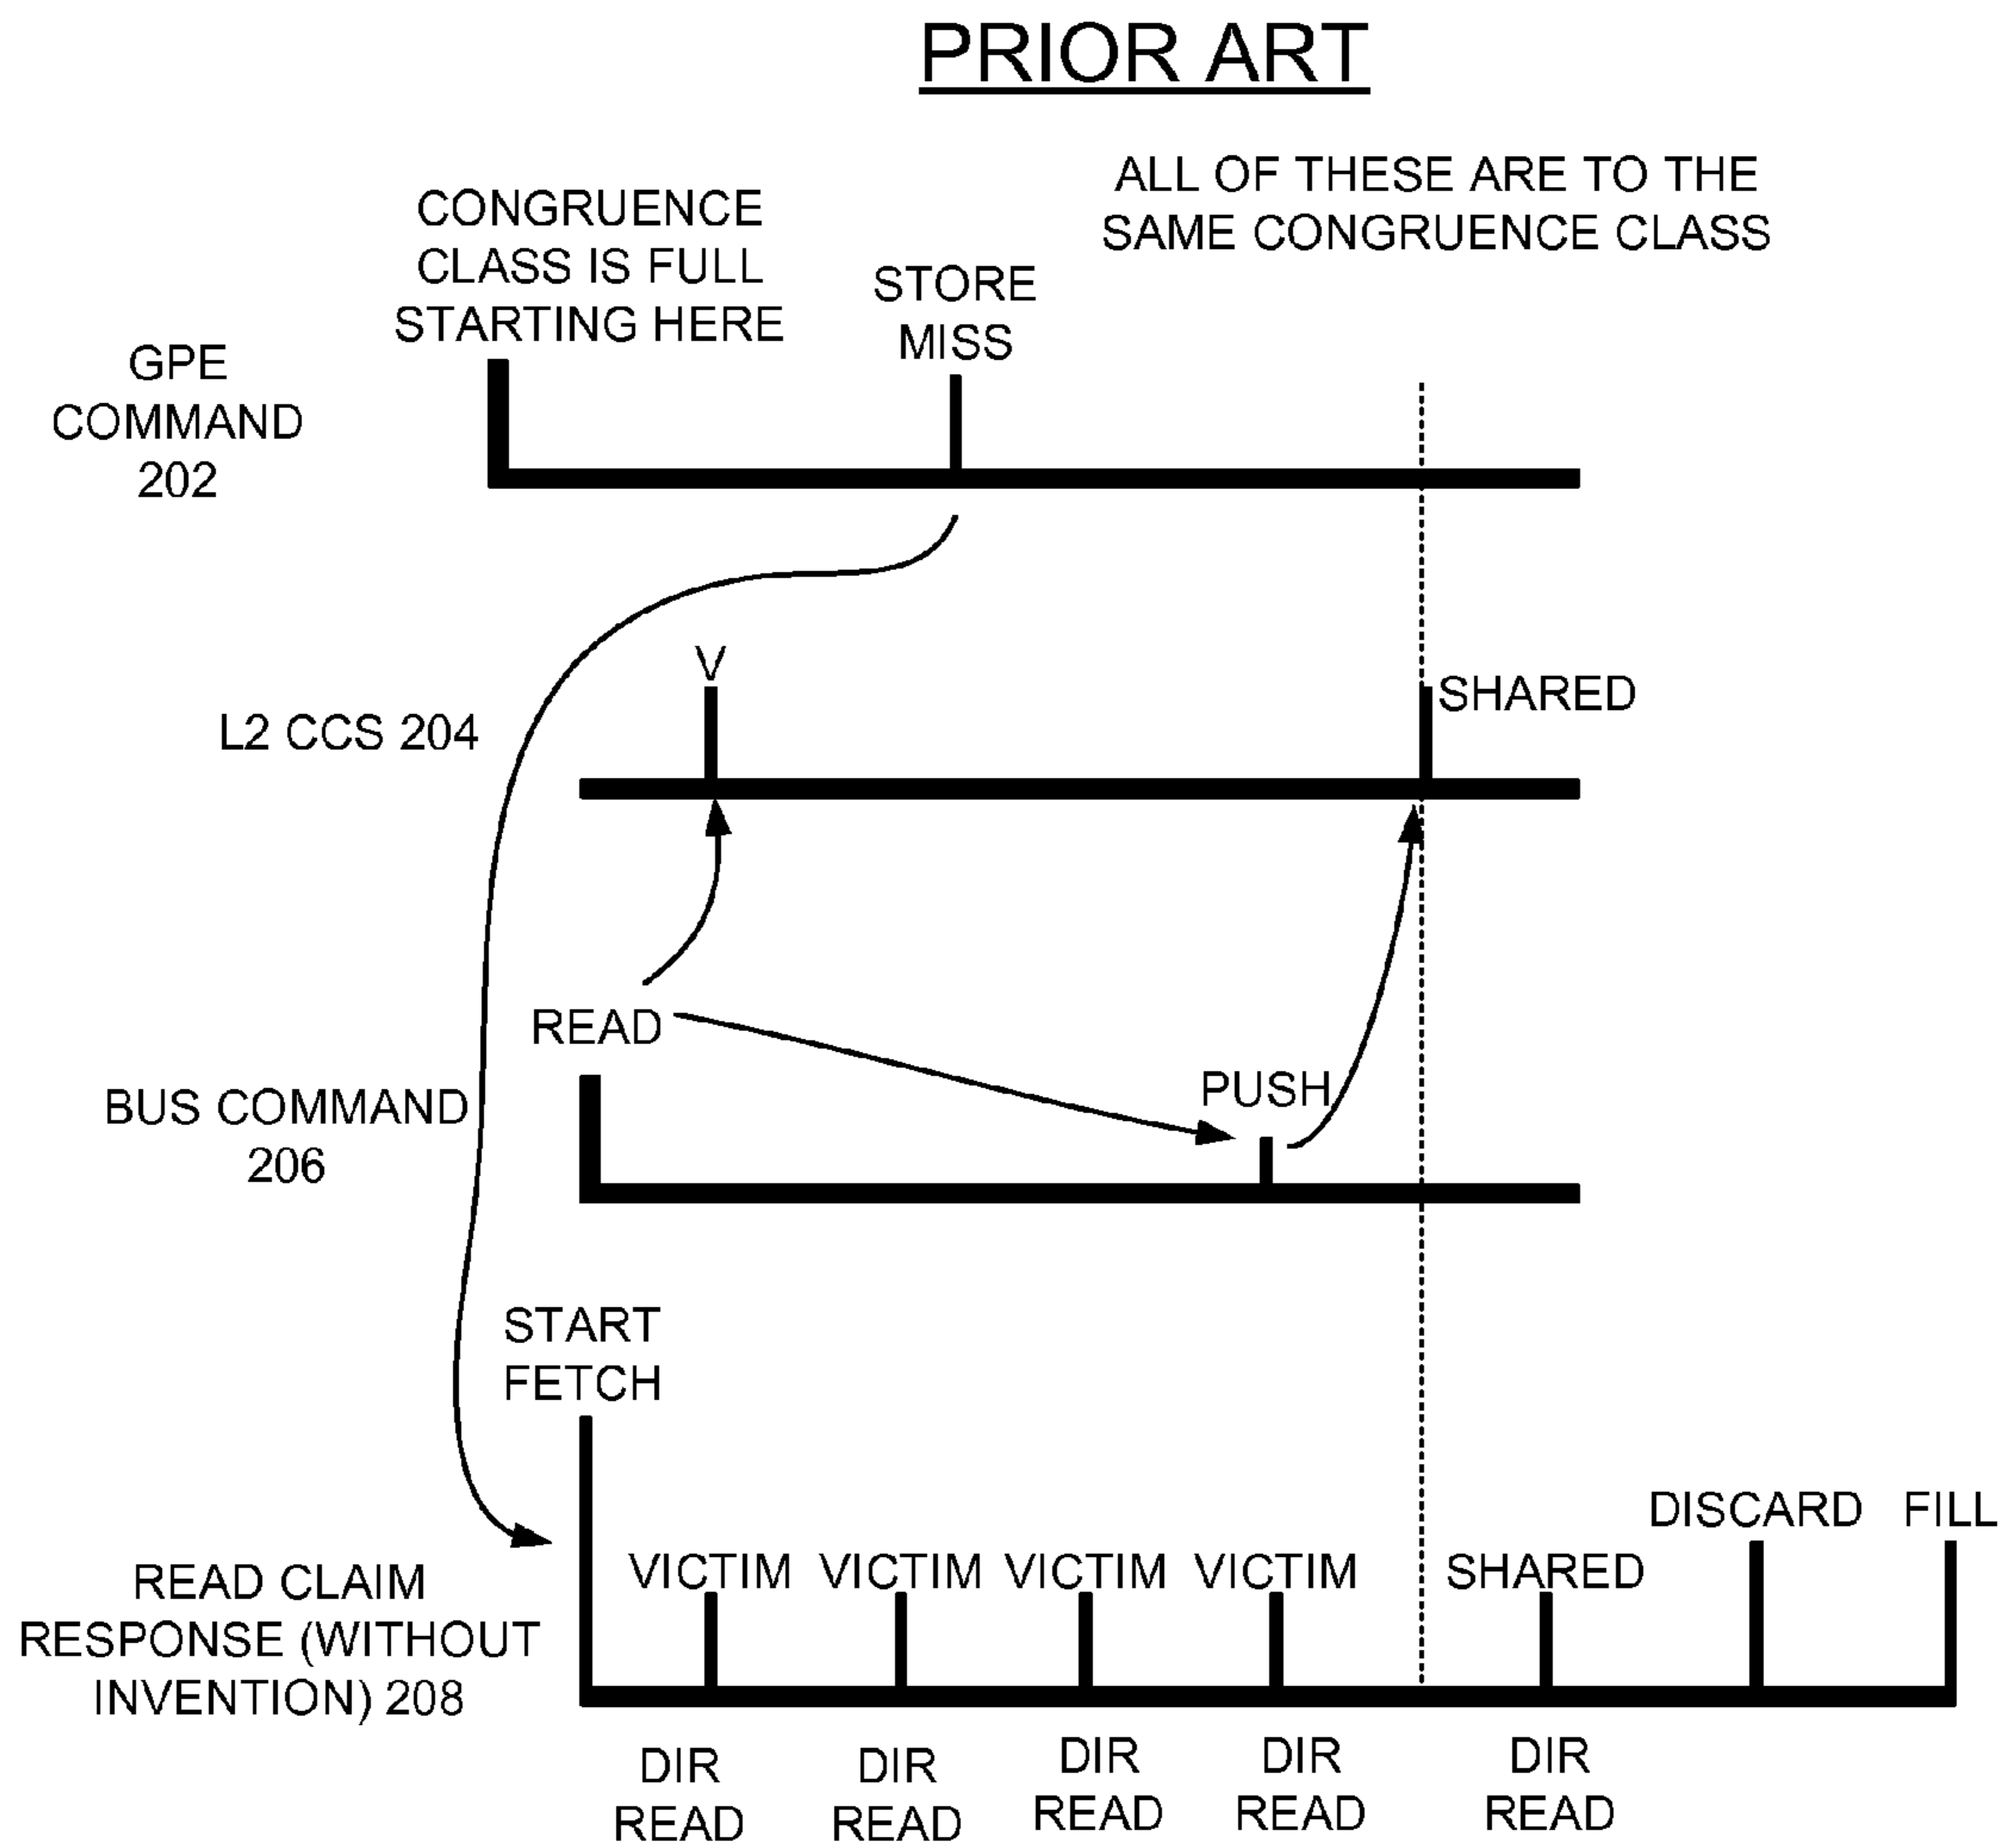 PRIOR ART
ALL OF THESE ARE TO THE
SAME CONGRUENCE CLASS
CONGRUENCE
CLASS IS FULL
STARTING HERE
STORE
MISS
GPE
COMMAND
202
V
SHARED
L2 CCS 204
READ
PUSH
BUS COMMAND
206
START
FETCH
DISCARD FILL
VICTIM VICTIM VICTIM VICTIM SHARED
READ CLAIM
RESPONSE (WITHOUT
INVENTION) 208
DIR DIR DIR DIR DIR
READ READ READ READ READ